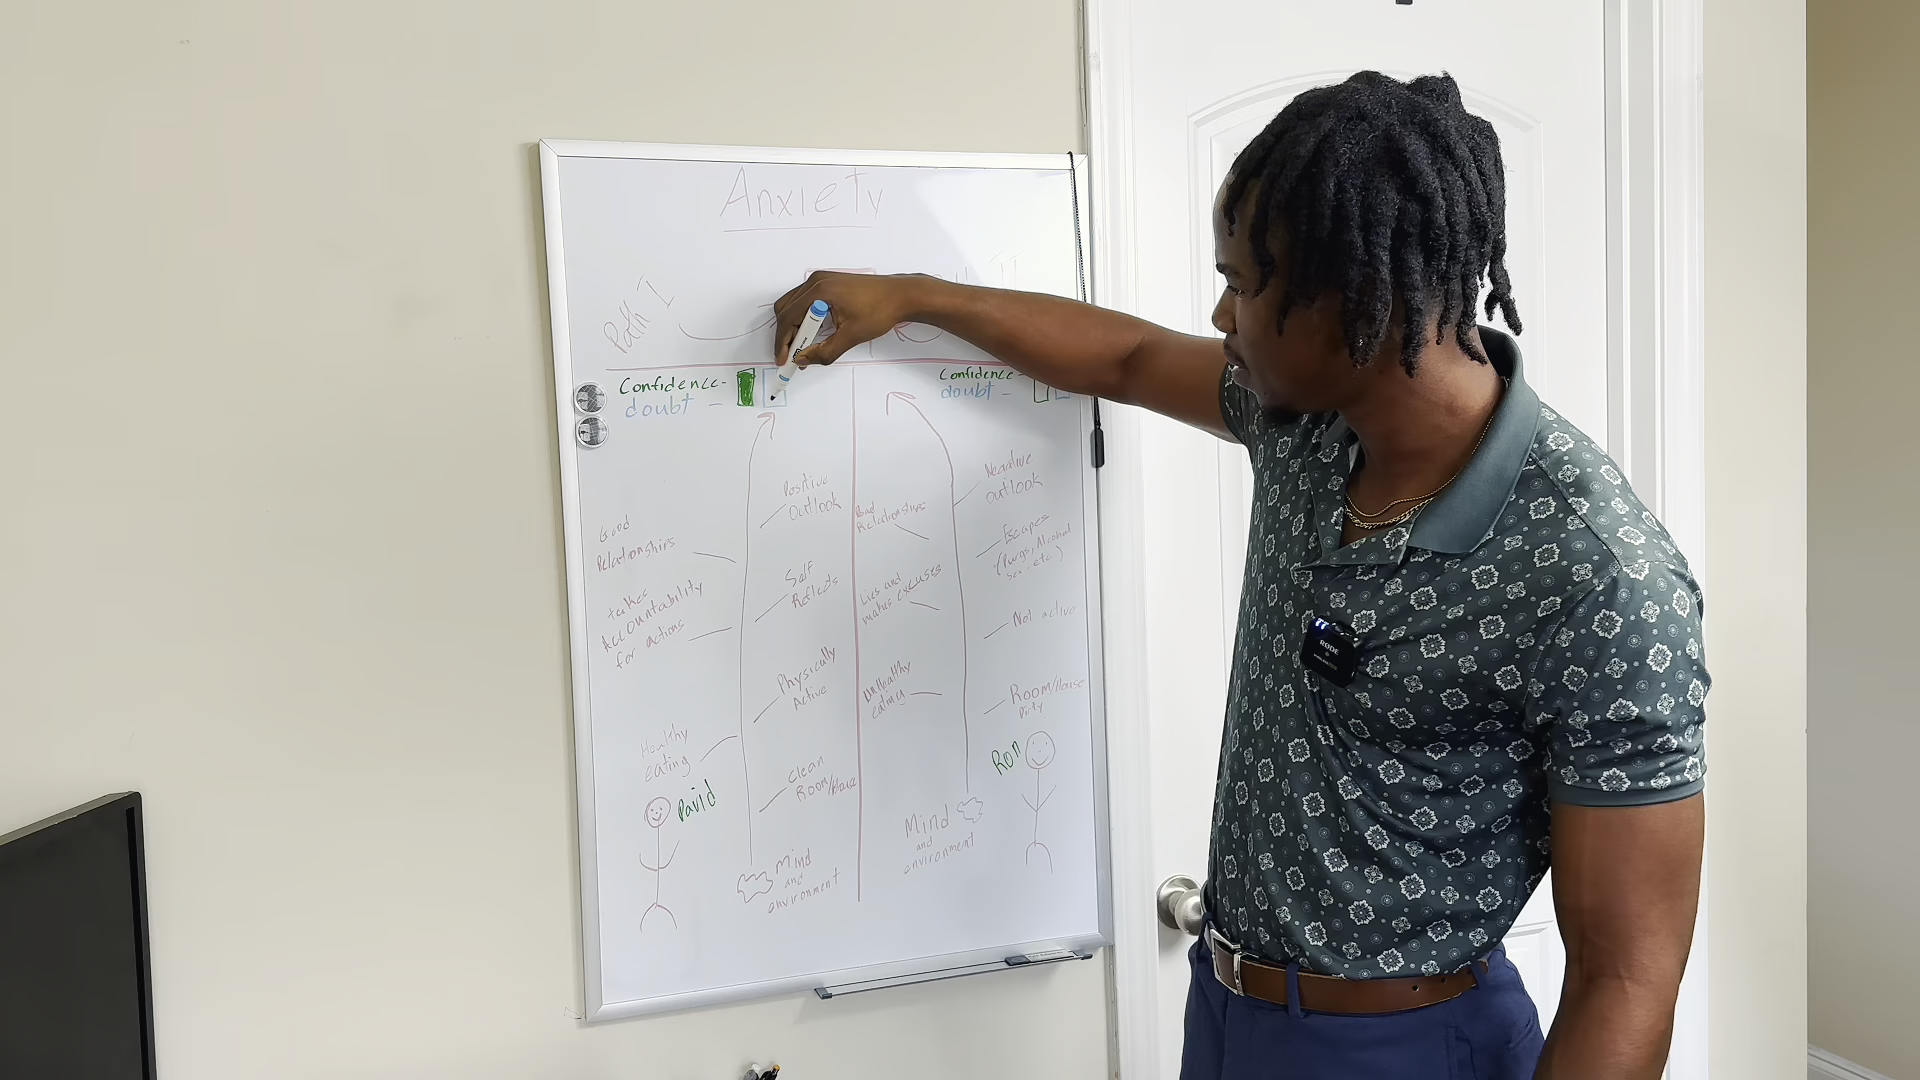 Anxiety
Path I
II
Confidence-
doubt -
Confidence -
doubt -
Positive
Outlook
Good
Relationships
Self
Reflects
takes
Accountability
for actions
Physically
Active
Healthy
eating
Clean
Room/House
David
Mind
and
environment
Negative
outlook
Bad
Relationships
Escapes
Alcohol
Lies and
makes excuses
Not active
UnHealthy
eating
Room/House
Dirty
Ron
Mind
and
environment
RODE